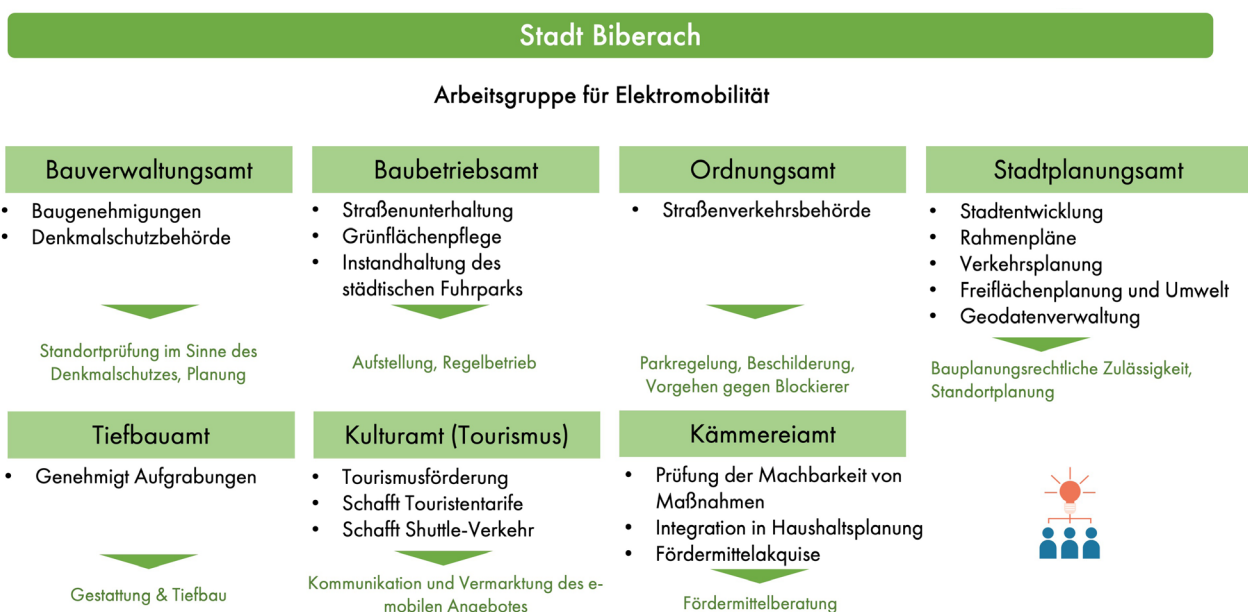 Stadt Biberach
Arbeitsgruppe für Elektromobilität
Bauverwaltungsamt
• Baugenehmigungen
• Denkmalschutzbehörde
Standortprüfung im Sinne des
Denkmalschutzes, Planung
Baubetriebsamt
• Straßenunterhaltung
• Grünflächenpflege
• Instandhaltung des
städtischen Fuhrparks
Aufstellung, Regelbetrieb
Ordnungsamt
• Straßenverkehrsbehörde
Parkregelung, Beschilderung,
Vorgehen gegen Blockierer
Stadtplanungsamt
• Stadtentwicklung
• Rahmenpläne
• Verkehrsplanung
• Freiflächenplanung und Umwelt
• Geodatenverwaltung
Bauplanungsrechtliche Zulässigkeit,
Standortplanung
Tiefbauamt
• Genehmigt Aufgrabungen
Gestattung & Tiefbau
Kulturamt (Tourismus)
• Tourismusförderung
• Schafft Touristentarife
• Schafft Shuttle-Verkehr
Kommunikation und Vermarktung des e-
mobilen Angebotes
Kämmereiamt
• Prüfung der Machbarkeit von
Maßnahmen
• Integration in Haushaltsplanung
• Fördermittelakquise
Fördermittelberatung